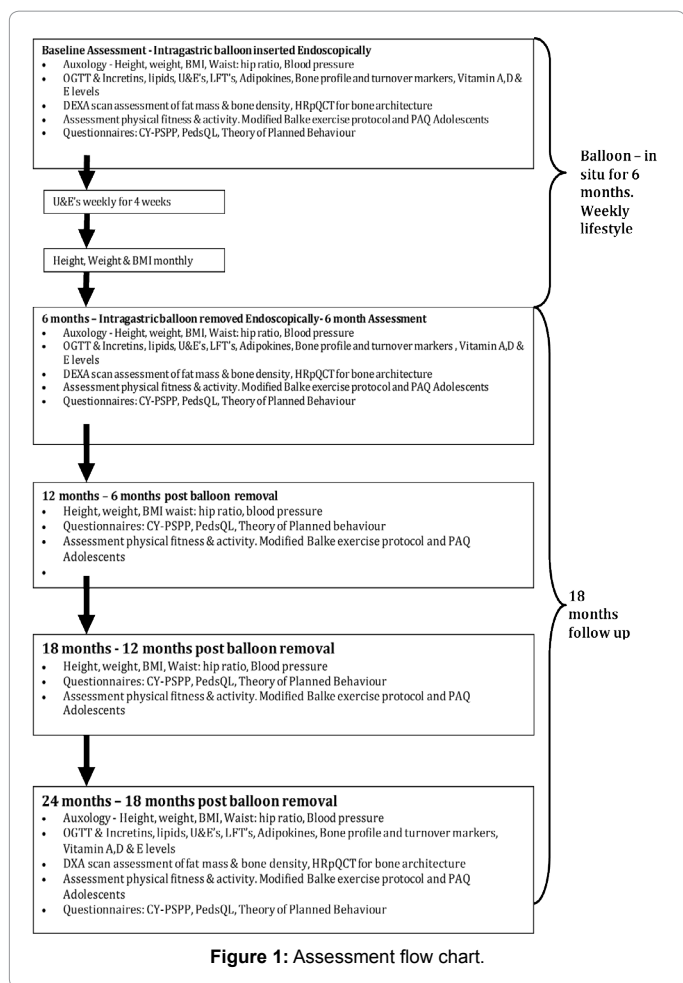 Baseline Assessment - Intragastric balloon inserted Endoscopically
• Auxology - Height, weight, BMI, Waist: hip ratio, Blood pressure
• OGTT & Incretins, lipids, U&E's, LFT's, Adipokines, Bone profile and turnover markers, Vitamin A,D &
E levels
• DEXA scan assessment of fat mass & bone density, HRpQCT for bone architecture
• Assessment physical fitness & activity. Modified Balke exercise protocol and PAQ Adolescents
• Questionnaires: CY-PSPP, PedsQL, Theory of Planned Behaviour
U&E's weekly for 4 weeks
Height, Weight & BMI monthly
Balloon – in
situ for 6
months.
Weekly
lifestyle
6 months – Intragastric balloon removed Endoscopically- 6 month Assessment
• Auxology - Height, weight, BMI, Waist: hip ratio, Blood pressure
• OGTT & Incretins, lipids, U&E's, LFT's, Adipokines, Bone profile and turnover markers , Vitamin A,D &
E levels
• DEXA scan assessment of fat mass & bone density, HRpQCT for bone architecture
• Assessment physical fitness & activity. Modified Balke exercise protocol and PAQ Adolescents
• Questionnaires: CY-PSPP, PedsQL, Theory of Planned Behaviour
12 months – 6 months post balloon removal
• Height, weight, BMI waist: hip ratio, blood pressure
• Questionnaires: CY-PSPP, PedsQL, Theory of Planned behaviour
• Assessment physical fitness & activity. Modified Balke exercise protocol and PAQ
Adolescents
•
18 months - 12 months post balloon removal
• Height, weight, BMI, Waist: hip ratio, Blood pressure
• Questionnaires: CY-PSPP, PedsQL, Theory of Planned Behaviour
• Assessment physical fitness & activity. Modified Balke exercise protocol and PAQ
Adolescents
18
months
follow up
24 months – 18 months post balloon removal
• Auxology - Height, weight, BMI, Waist: hip ratio, Blood pressure
• OGTT & Incretins, lipids, U&E's, LFT's, Adipokines, Bone profile and turnover markers,
Vitamin A,D & E levels
• DXA scan assessment of fat mass & bone density, HRpQCT for bone architecture
• Assessment physical fitness & activity. Modified Balke exercise protocol and PAQ
Adolescents
• Questionnaires: CY-PSPP, PedsQL, Theory of Planned Behaviour
Figure 1: Assessment flow chart.